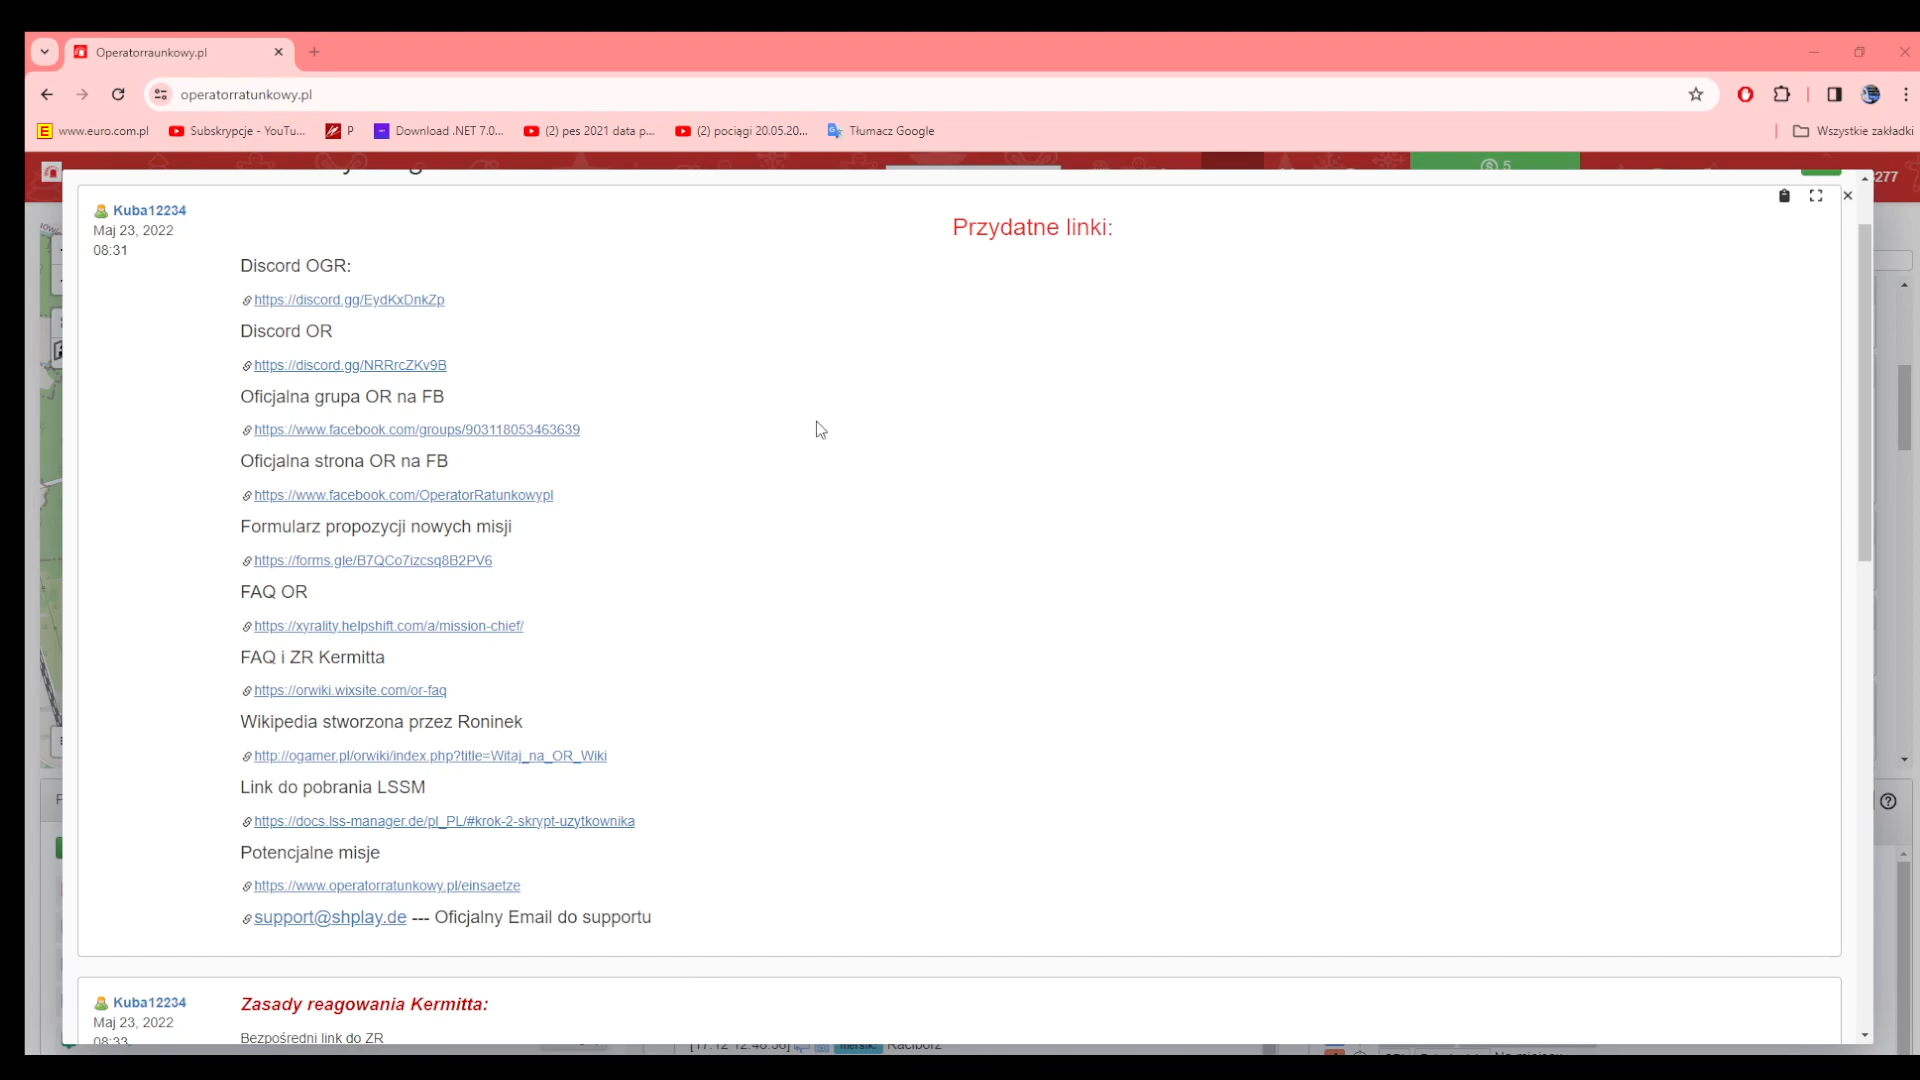 Operatorraunkowy.pl
operatorratunkowy.pl
www.euro.com.pl
Subskrypcje - YouTu...
P
Download .NET 7.0...
(2) pes 2021 data p...
(2) pociągi 20.05.20...
Tłumacz Google
Wszystkie zakładki
5
277
Kuba12234
Maj 23, 2022
08:31
Przydatne linki:
Discord OGR:
https://discord.gg/EydKxDnkZp
Discord OR
https://discord.gg/NRRrcZKv9B
Oficjalna grupa OR na FB
https://www.facebook.com/groups/903118053463639
Oficjalna strona OR na FB
https://www.facebook.com/OperatorRatunkowypl
Formularz propozycji nowych misji
https://forms.gle/B7QCo7izcsq8B2PV6
FAQ OR
https://xyrality.helpshift.com/a/mission-chief/
FAQ i ZR Kermitta
https://orwiki.wixsite.com/or-faq
Wikipedia stworzona przez Roninek
http://ogamer.pl/orwiki/index.php?title=Witaj_na_OR_Wiki
Link do pobrania LSSM
https://docs.lss-manager.de/pl_PL/#krok-2-skrypt-uzytkownika
Potencjalne misje
https://www.operatorratunkowy.pl/einsaetze
support@shplay.de --- Oficjalny Email do supportu
Kuba12234
Maj 23, 2022
08:33
Zasady reagowania Kermitta:
Bezpośredni link do ZR